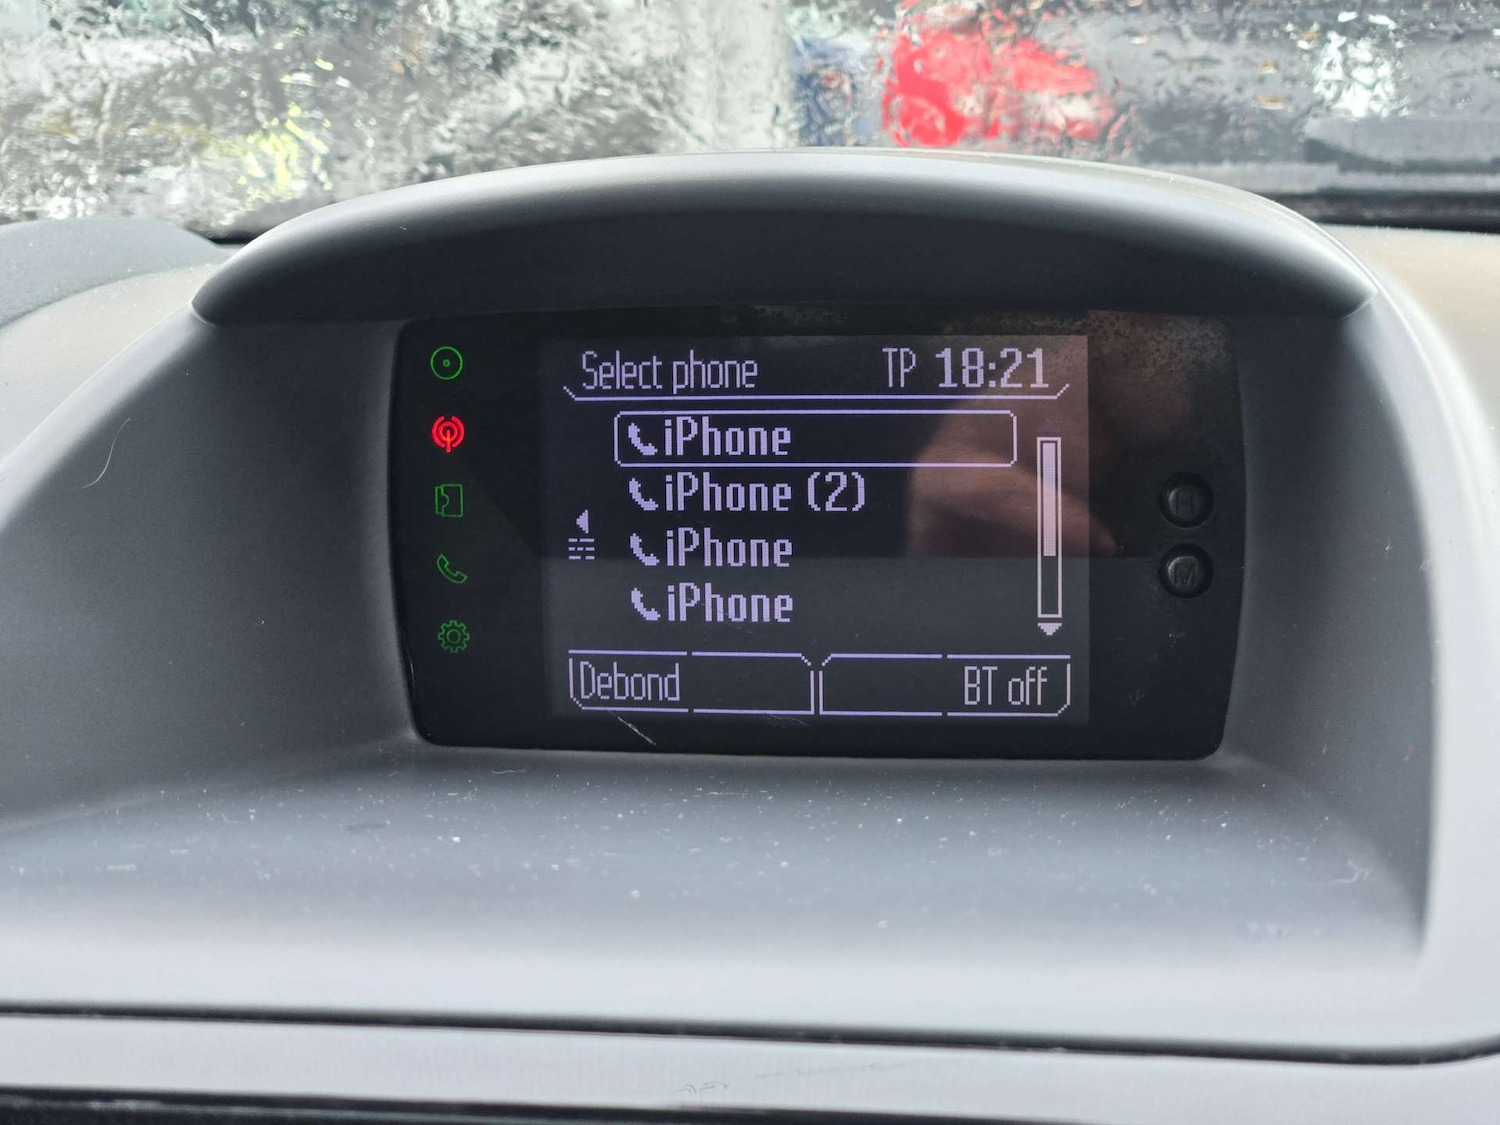 Select phone TP 18:21
iPhone
iPhone (2)
iPhone
iPhone
Debond BT off
H
M